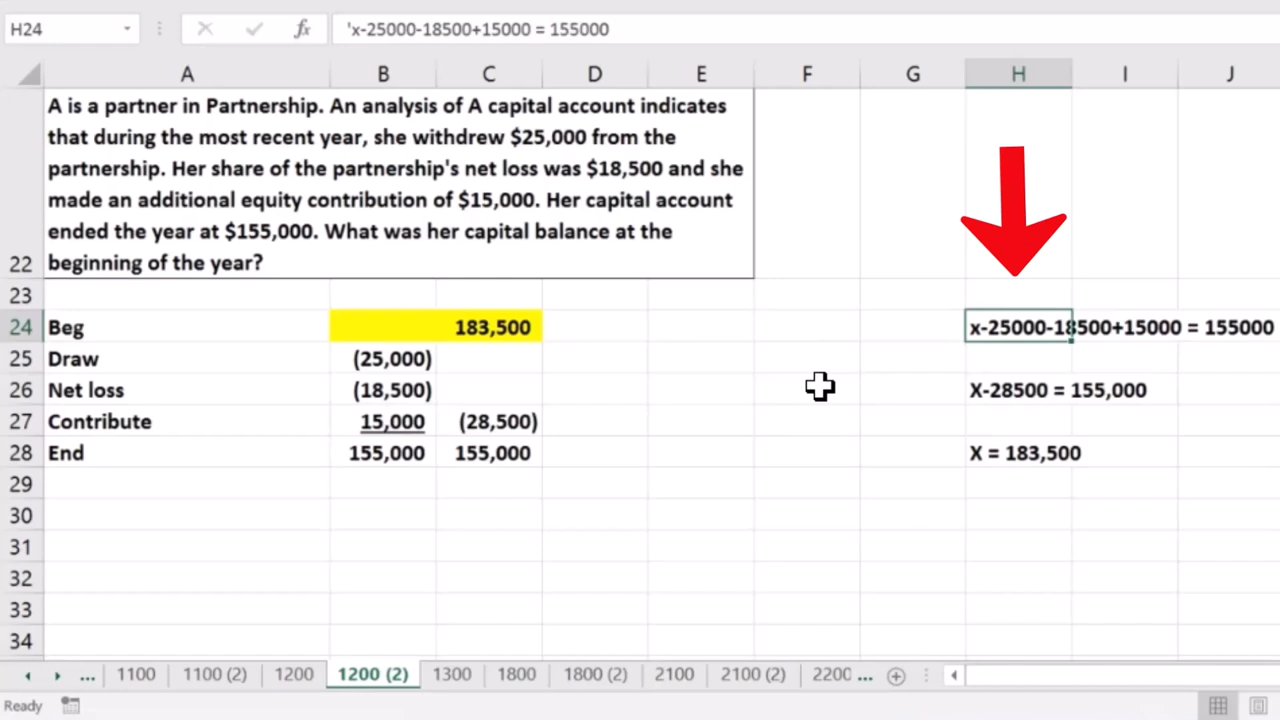 H24 fx 'x-25000-18500+15000 = 155000
A B C D E F G H I J
A is a partner in Partnership. An analysis of A capital account indicates
that during the most recent year, she withdrew $25,000 from the
partnership. Her share of the partnership's net loss was $18,500 and she
made an additional equity contribution of $15,000. Her capital account
ended the year at $155,000. What was her capital balance at the
22 beginning of the year?
23
24 Beg 183,500 x-25000-18500+15000 = 155000
25 Draw (25,000)
26 Net loss (18,500) X-28500 = 155,000
27 Contribute 15,000 (28,500)
28 End 155,000 155,000 X = 183,500
29
30
31
32
33
34
... 1100 1100 (2) 1200 1200 (2) 1300 1800 1800 (2) 2100 2100 (2) 2200 ...
Ready